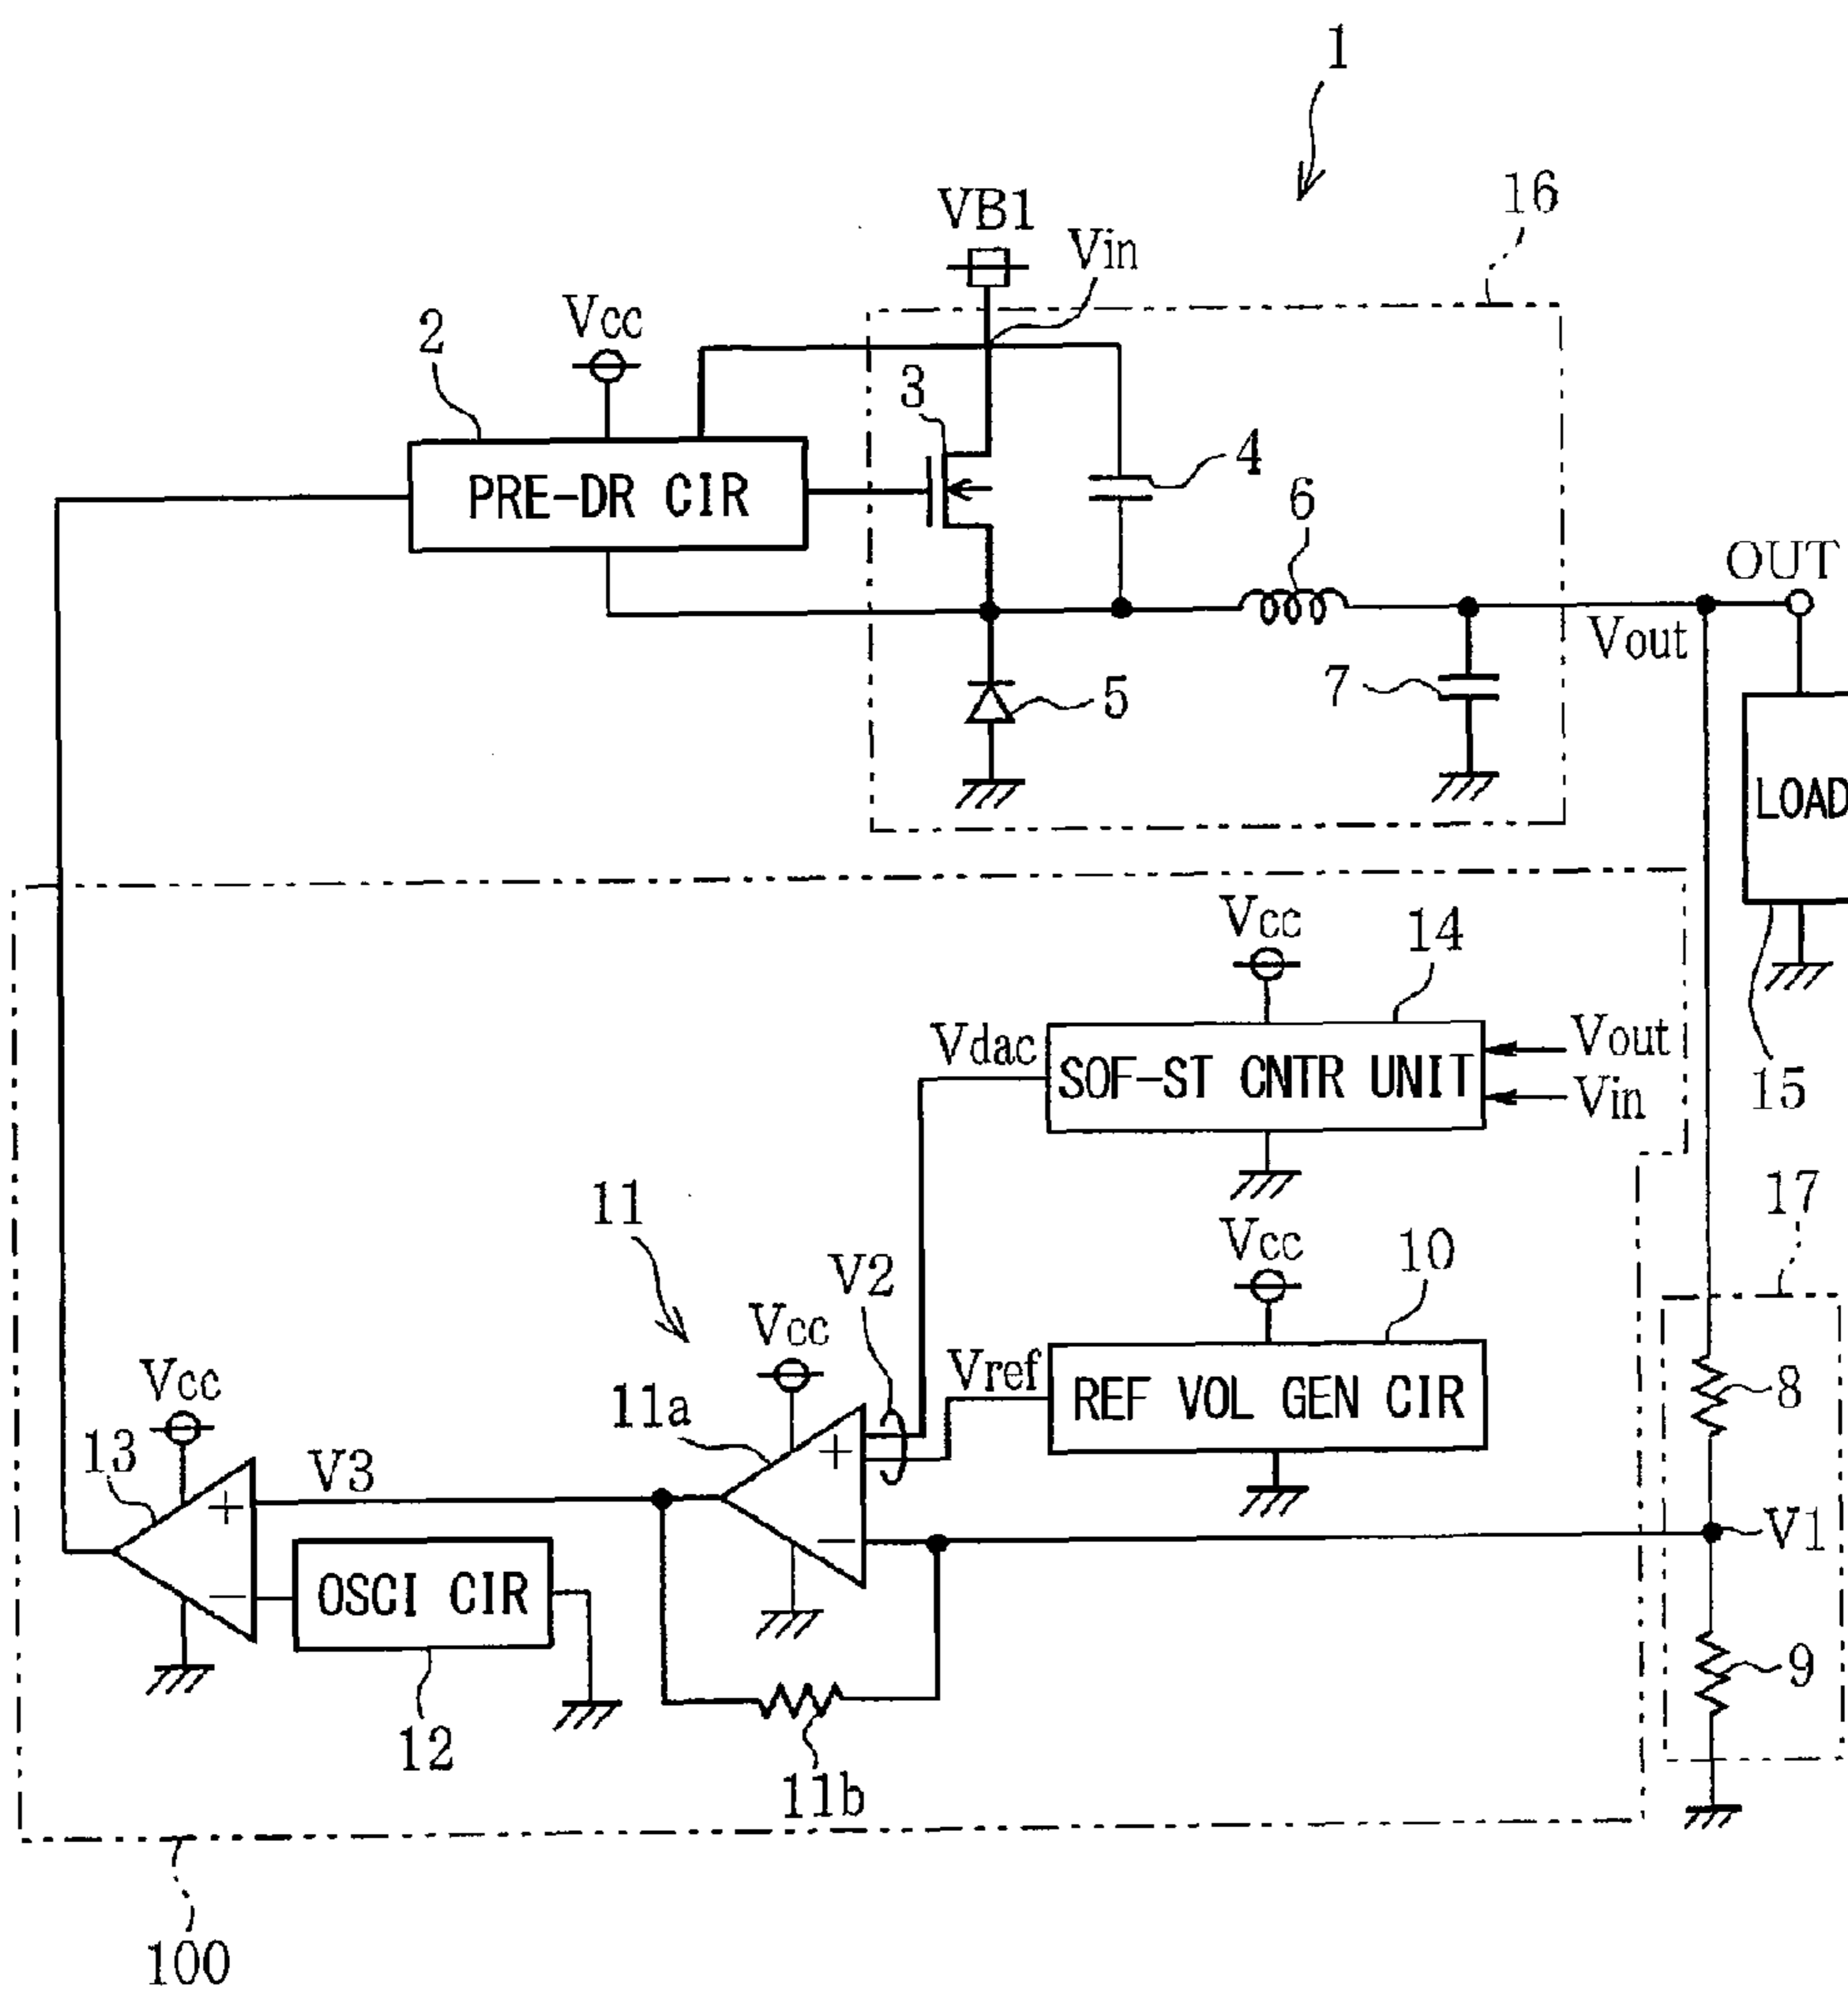 1
16
VB1
Vin
Vcc
2
3
PRE-DR CIR
4
6
OUT
Vout
5
7
LOAD
Vcc
14
Vdac
SOF-ST CNTR UNIT
Vout
Vin
15
11
17
V2
Vcc
10
Vcc
Vref
REF VOL GEN CIR
8
11a
Vcc
13
V3
+
+
−
V1
−
OSCI CIR
9
12
11b
100